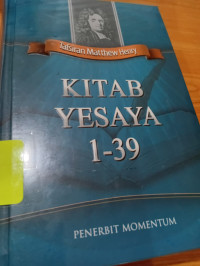 Tafsiran Matthew Henry
KITAB
YESAYA
1-39
PENERBIT MOMENTUM